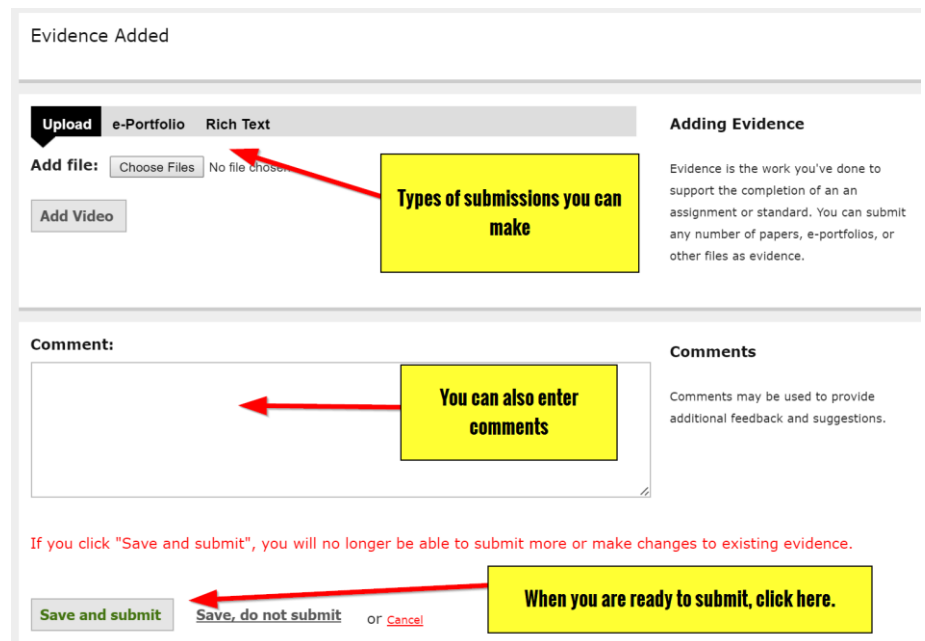 Evidence Added
Upload e-Portfolio Rich Text
Add file: Choose Files No file chosen
Add Video
Types of submissions you can
make
Adding Evidence
Evidence is the work you've done to
support the completion of an an
assignment or standard. You can submit
any number of papers, e-portfolios, or
other files as evidence.
Comment:
You can also enter
comments
Comments
Comments may be used to provide
additional feedback and suggestions.
If you click "Save and submit", you will no longer be able to submit more or make changes to existing evidence.
When you are ready to submit, click here.
Save and submit Save, do not submit or Cancel